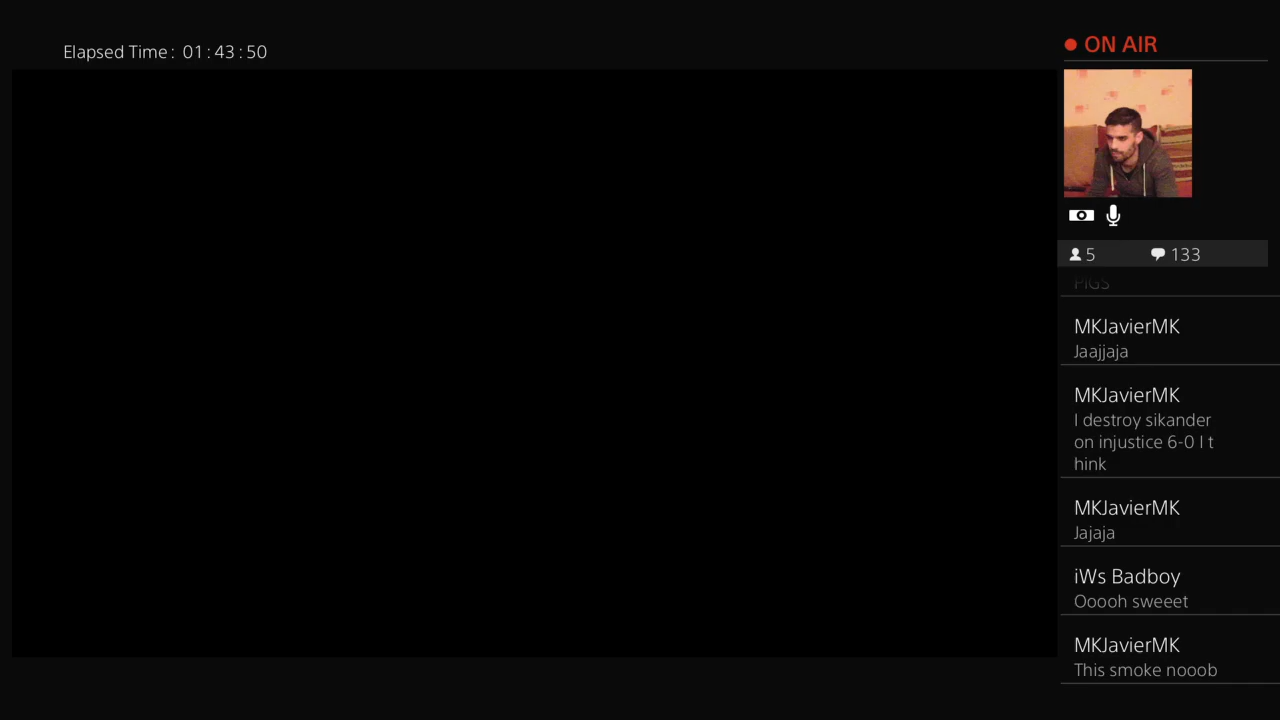 Elapsed Time: 01:43:50
ON AIR
5
133
PIGS
MKJavierMK
Jaajjaja
MKJavierMK
I destroy sikander
on injustice 6-0 I t
hink
MKJavierMK
Jajaja
iWs Badboy
Ooooh sweeet
MKJavierMK
This smoke nooob